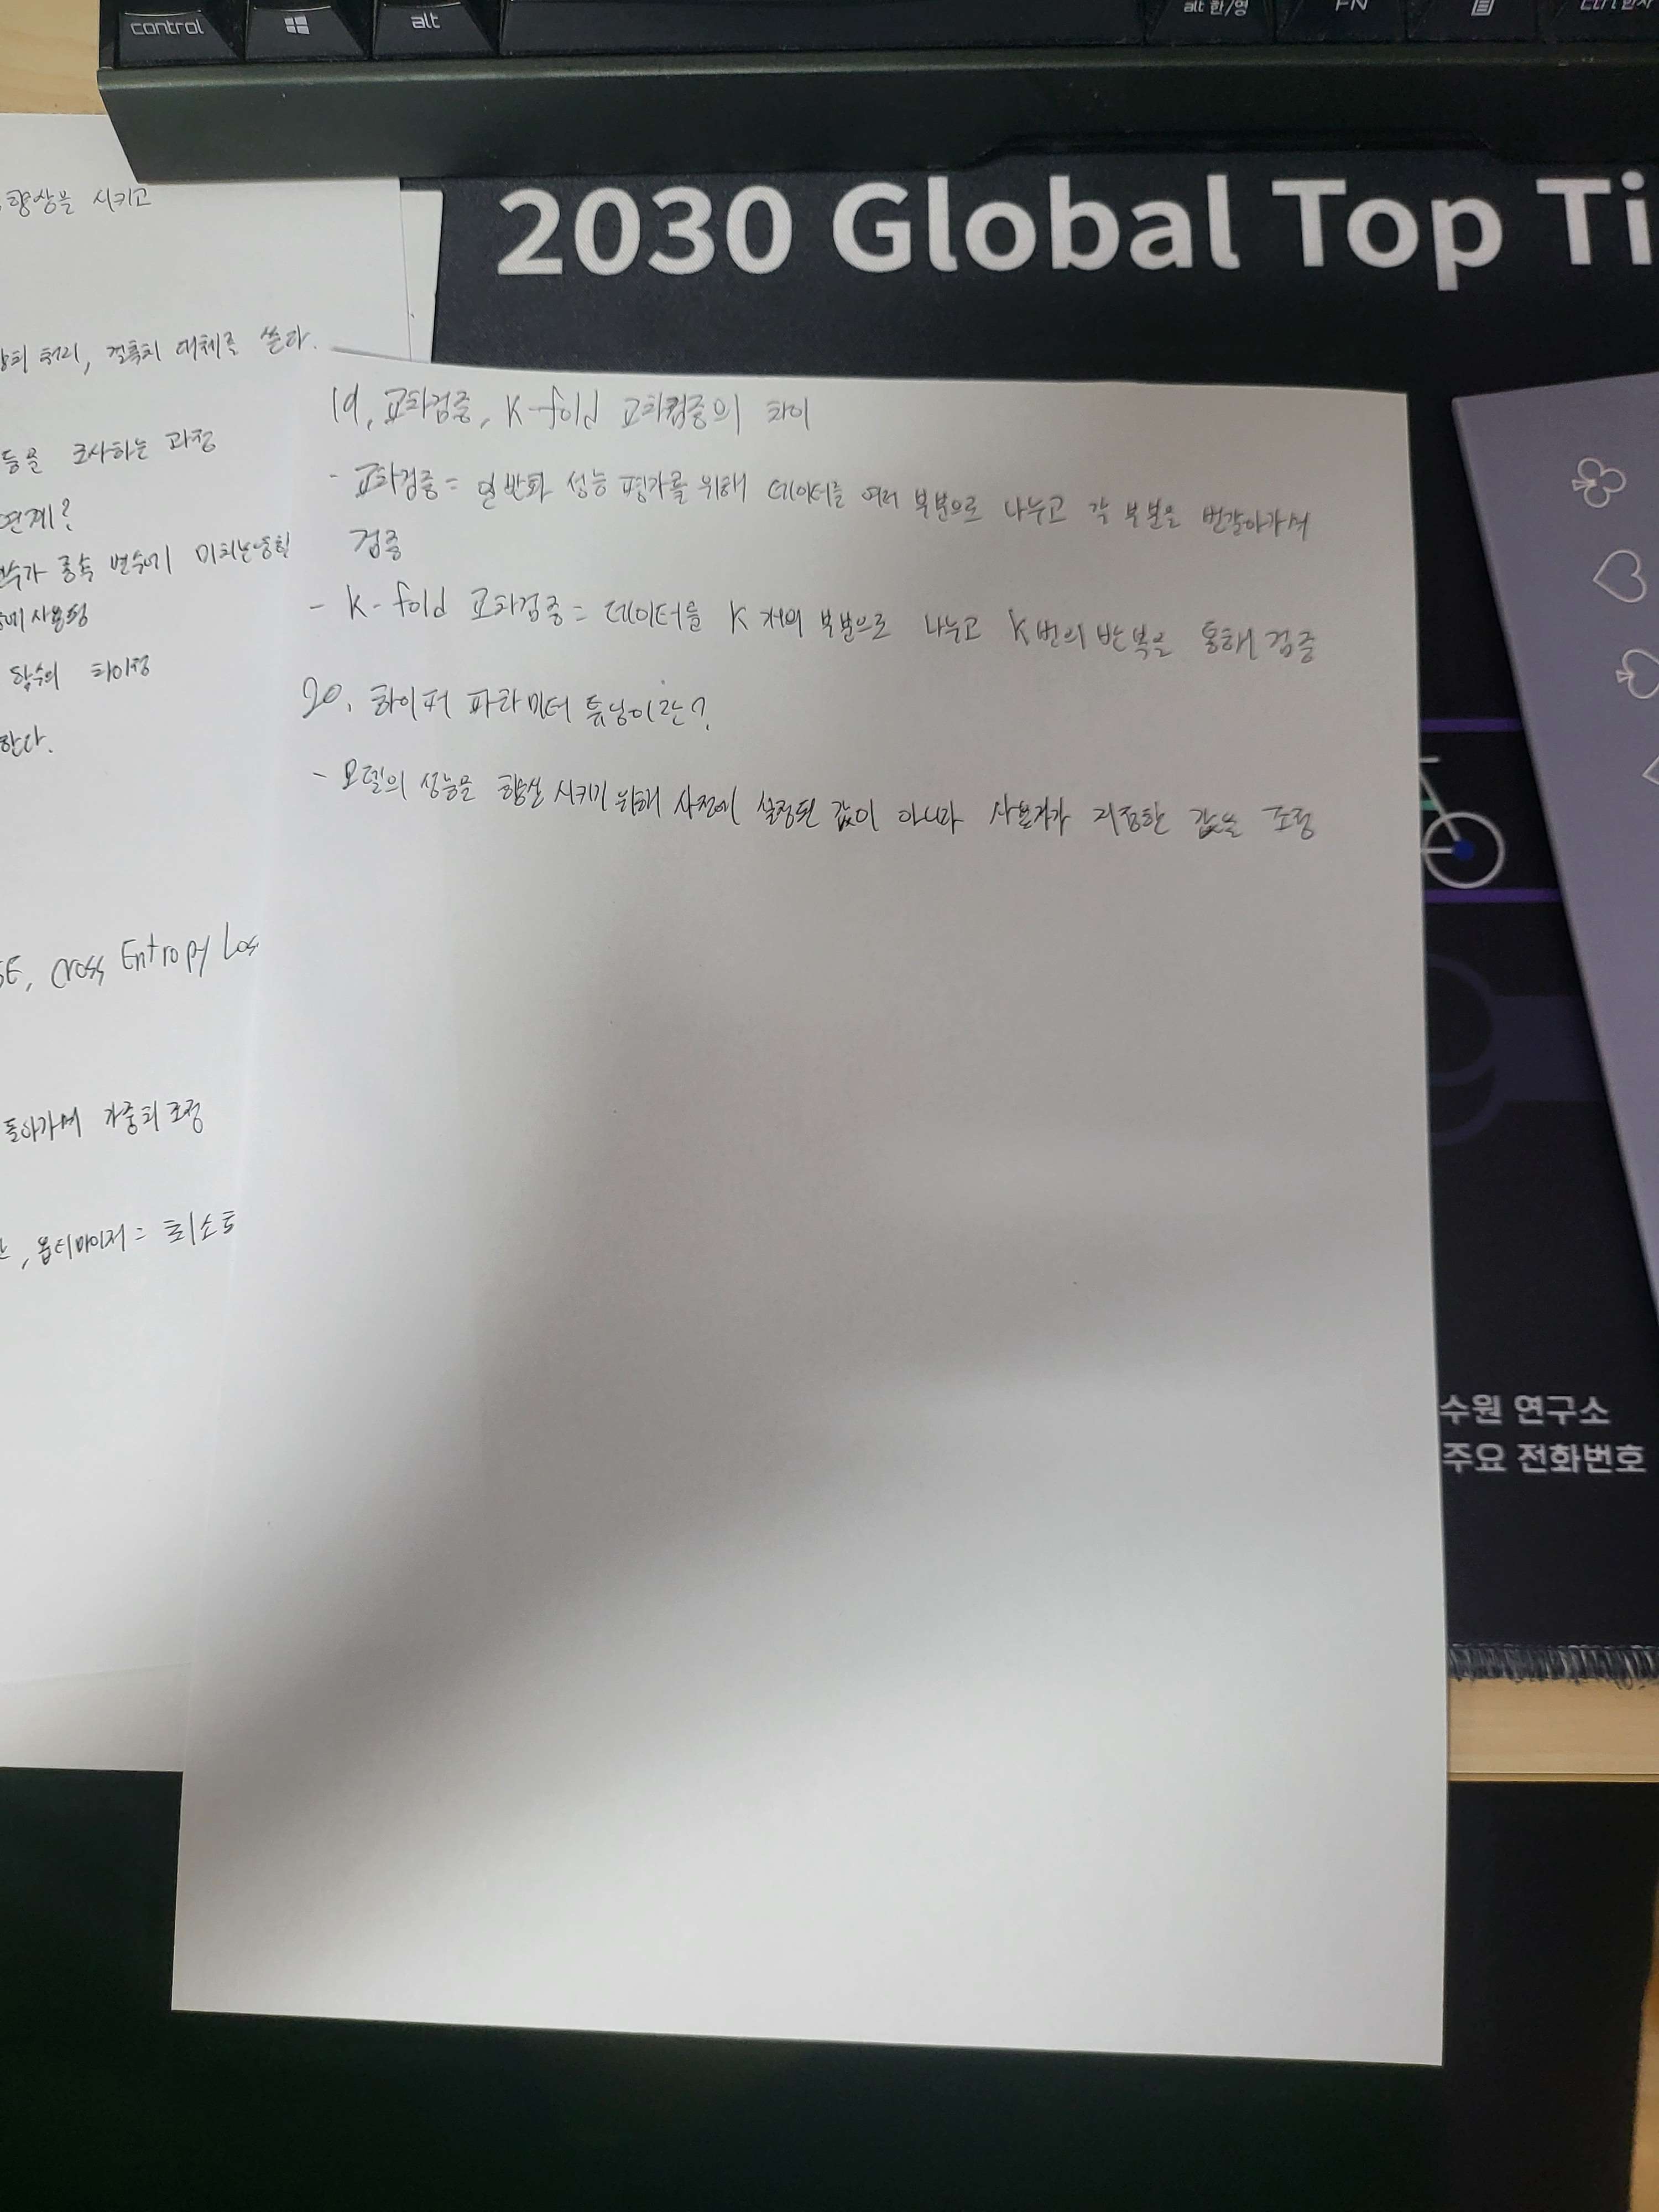 control
alt
alt 한/영
FN
2030 Global Top Ti
향상을 시키고
처리, 결측치 대체로 쓴다.
등을 조사하는 과정
연계?
변수가 종속 변수에 미치는영향
에 사용됨
함수의 차이점
한다.
SE, Cross Entropy Los
돌아가며 가중치 조정
, 옵티마이저 = 최소화
19. 교차검증, K-fold 교차검증의 차이
- 교차검증 = 일반화 성능 평가를 위해 데이터를 여러 부분으로 나누고 각 부분을 번갈아가며
검증
- K-fold 교차검증 = 데이터를 K개의 부분으로 나누고 K번의 반복을 통해 검증
20. 하이퍼 파라미터 튜닝이란?
- 모델의 성능을 향상 시키기 위해 사전에 설정된 값이 아니라 사용자가 지정한 값을 조정
수원 연구소
주요 전화번호